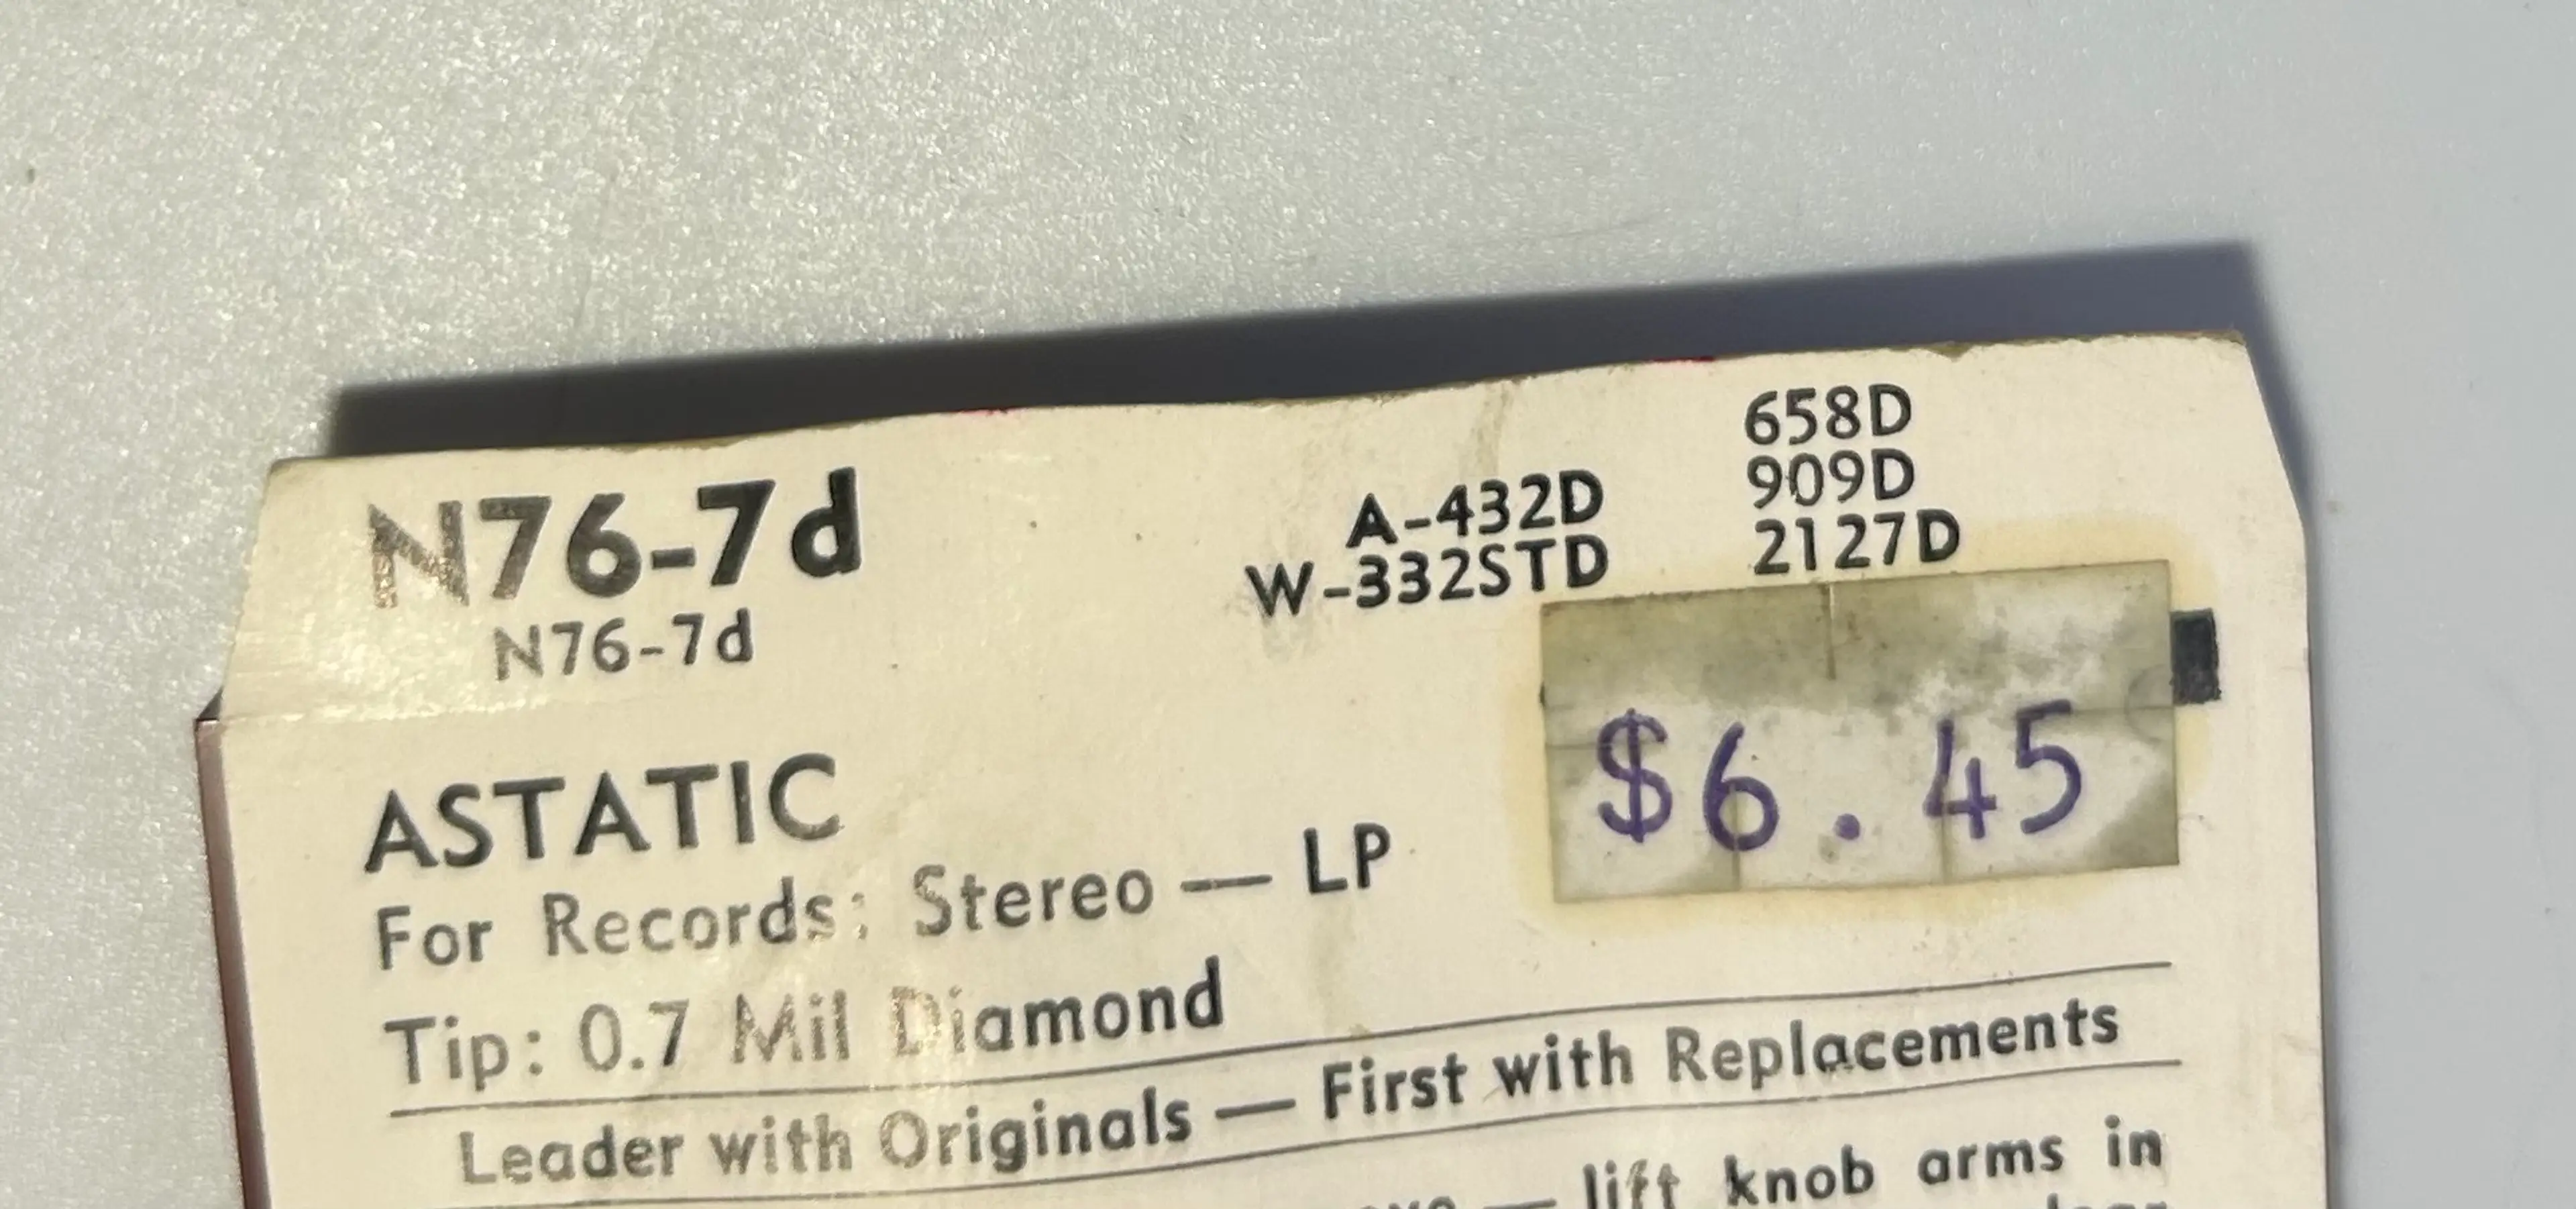 N76-7d
N76-7d
A-432D
W-332STD
658D
909D
2127D
$6.45
ASTATIC
For Records: Stereo — LP
Tip: 0.7 Mil Diamond
Leader with Originals — First with Replacements
— lift knob arms in